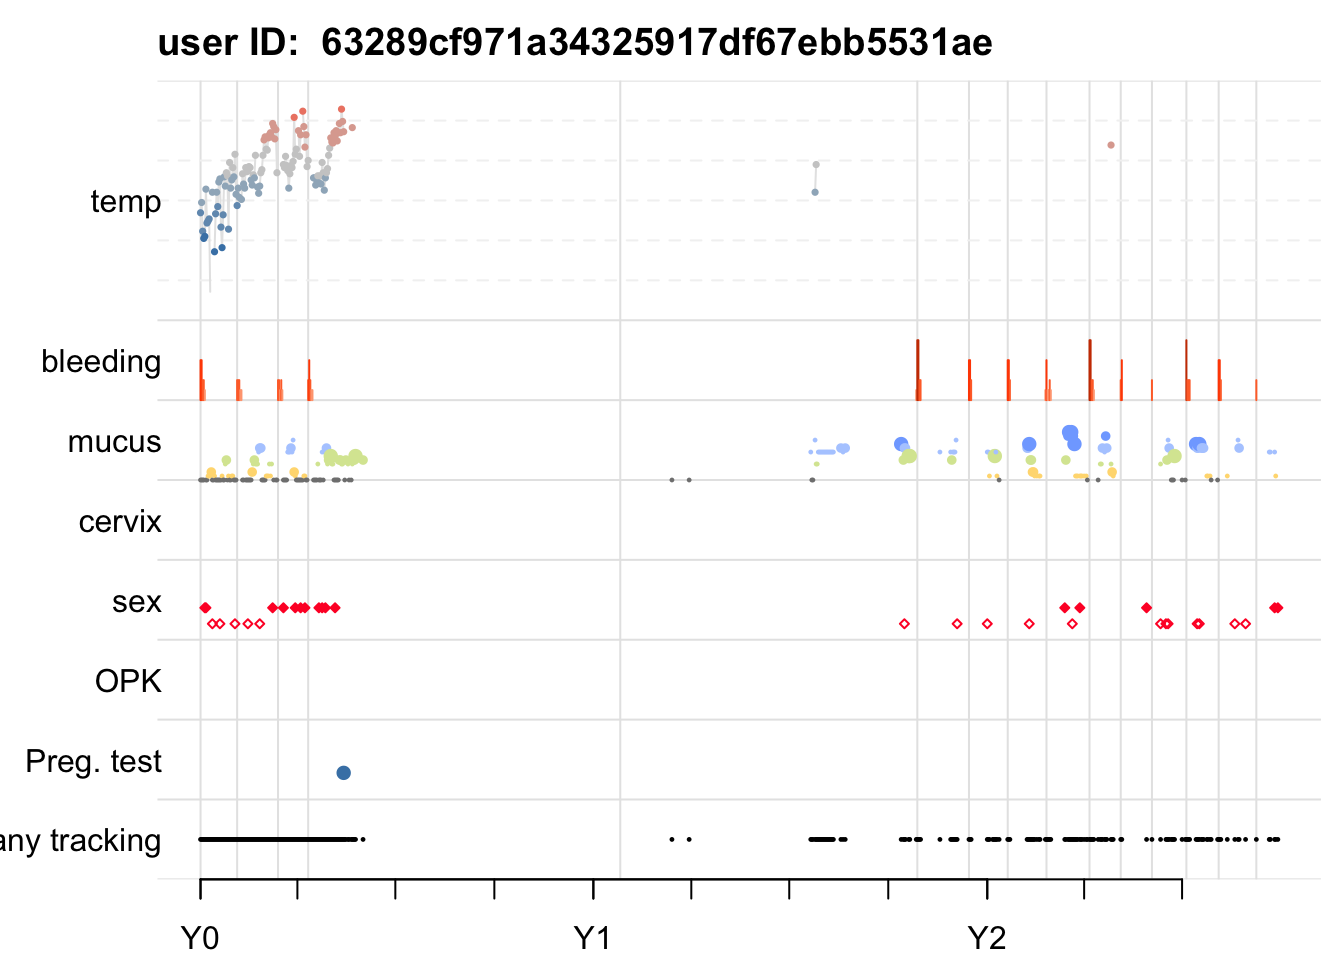 user ID:  63289cf971a34325917df67ebb5531ae
temp
bleeding
mucus
cervix
sex
OPK
Preg. test
any tracking
Y0 Y1 Y2